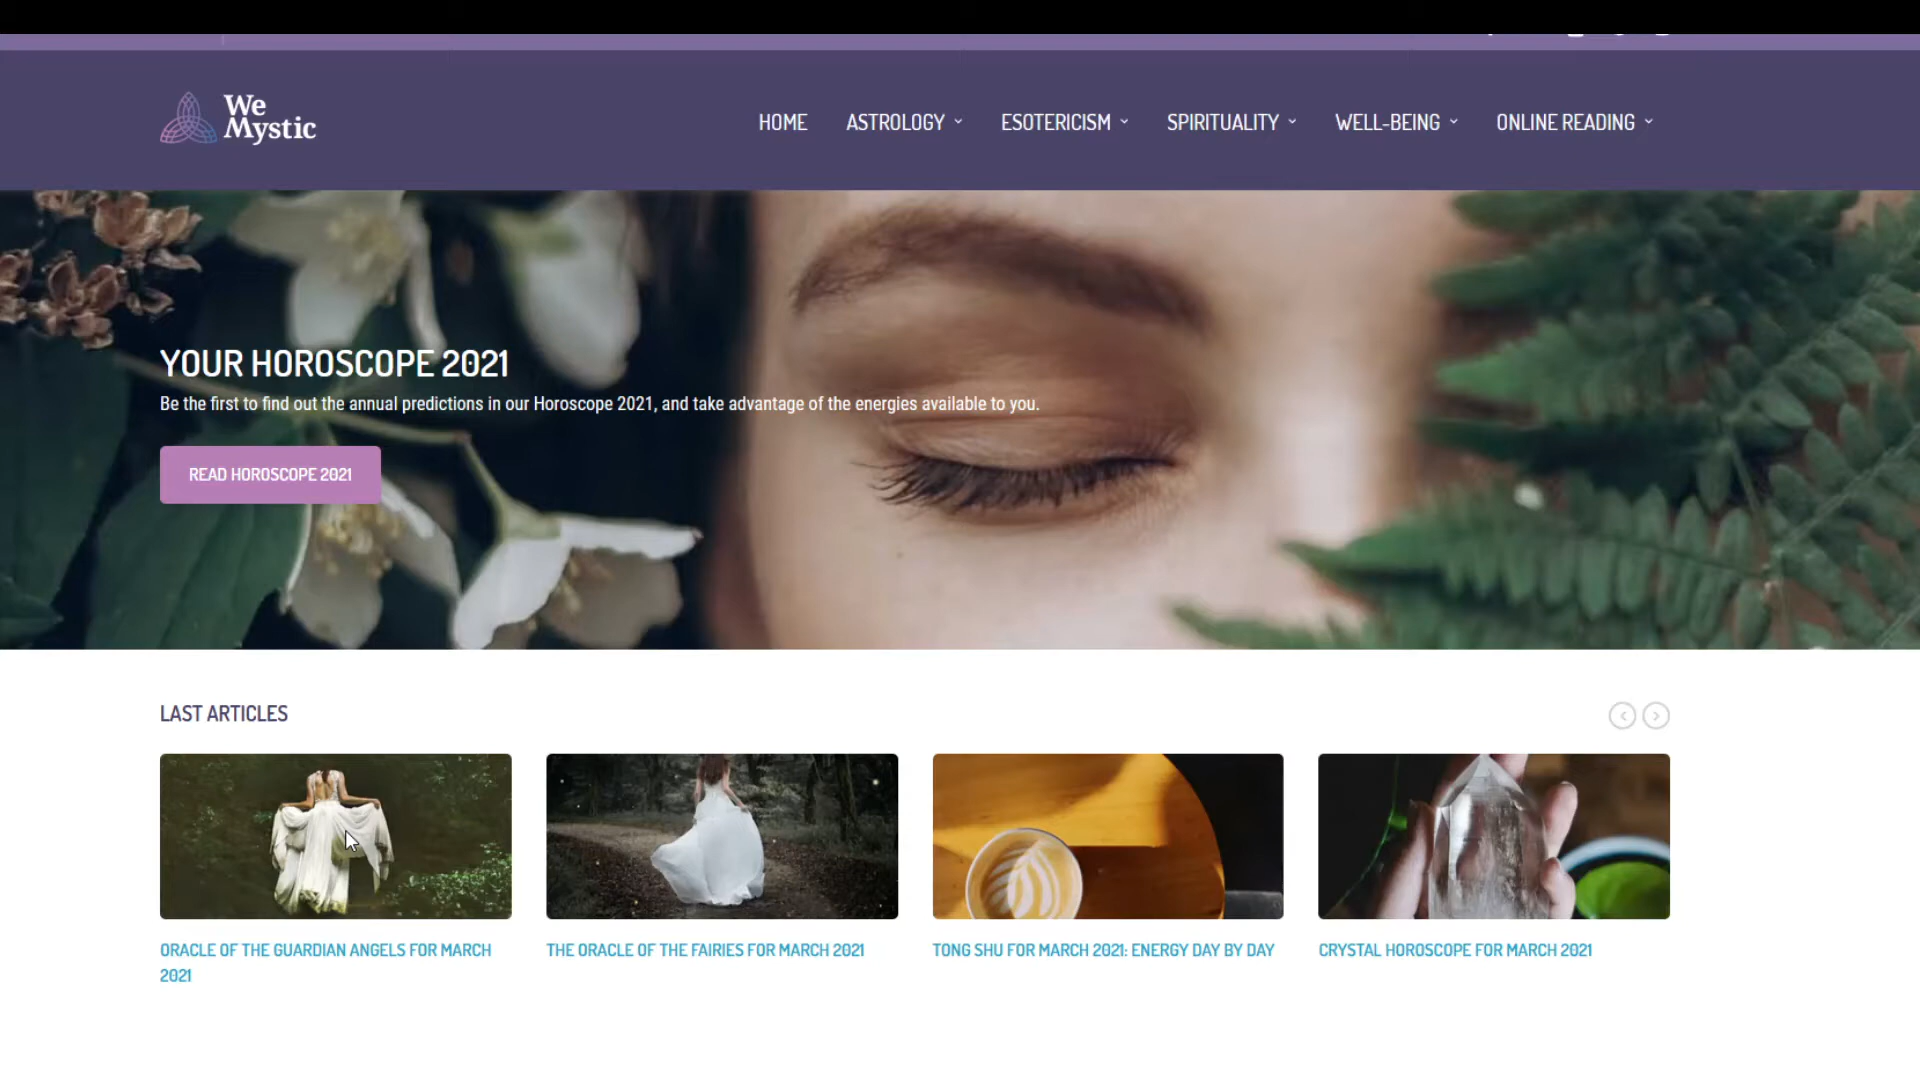 We
Mystic
HOME
ASTROLOGY
ESOTERICISM
SPIRITUALITY
WELL-BEING
ONLINE READING
YOUR HOROSCOPE 2021
Be the first to find out the annual predictions in our Horoscope 2021, and take advantage of the energies available to you.
READ HOROSCOPE 2021
LAST ARTICLES
ORACLE OF THE GUARDIAN ANGELS FOR MARCH
2021
THE ORACLE OF THE FAIRIES FOR MARCH 2021
TONG SHU FOR MARCH 2021: ENERGY DAY BY DAY
CRYSTAL HOROSCOPE FOR MARCH 2021